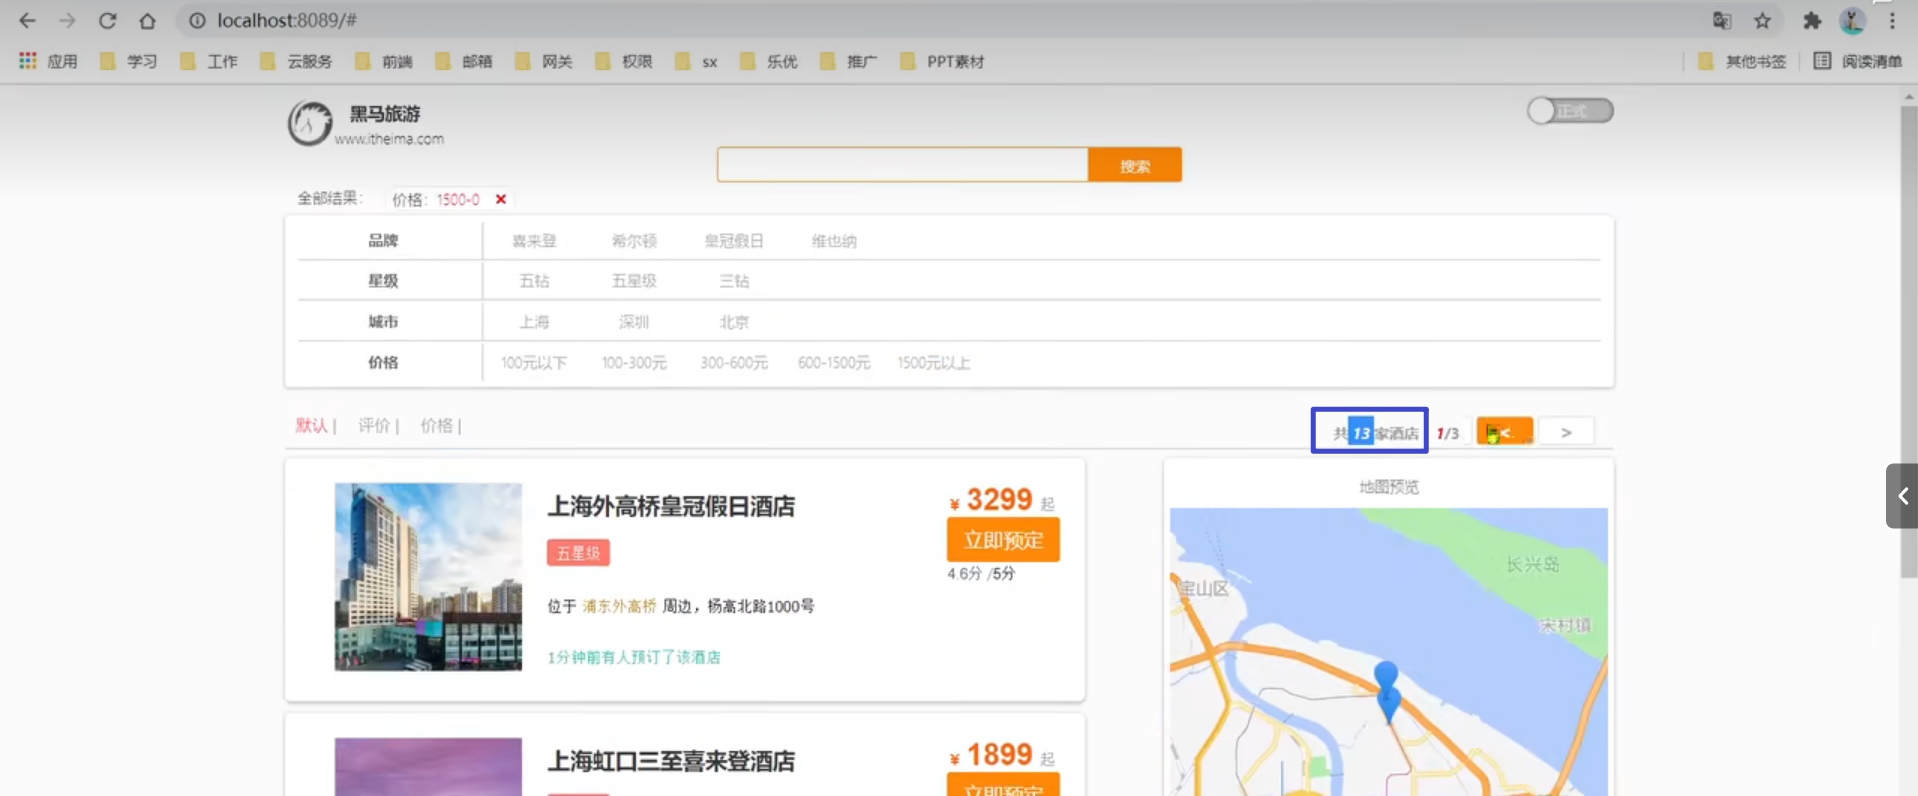 localhost:8089/#
应用 学习 工作 云服务 前端 邮箱 网关 权限 sx 乐优 推广 PPT素材 其他书签 阅读清单
黑马旅游
www.itheima.com
正式
搜索
全部结果: 价格: 1500-0 ×
品牌 喜来登 希尔顿 皇冠假日 维也纳
星级 五钻 五星级 三钻
城市 上海 深圳 北京
价格 100元以下 100-300元 300-600元 600-1500元 1500元以上
默认| 评价| 价格| 共 13 家酒店 1/3 < >
上海外高桥皇冠假日酒店
¥ 3299 起
五星级
立即预定
4.6分 /5分
位于 浦东外高桥 周边，杨高北路1000号
1分钟前有人预订了该酒店
地图预览
长兴岛
宝山区
宋村镇
上海虹口三至喜来登酒店
¥ 1899 起
立即预定